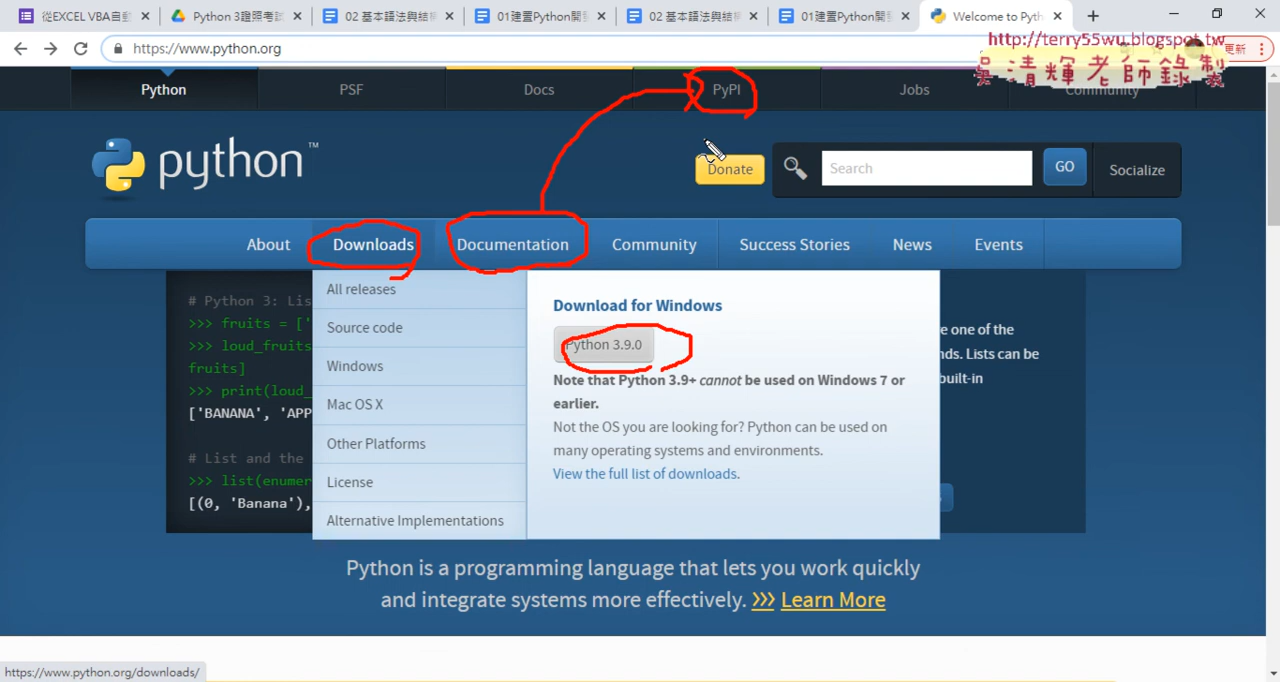 從EXCEL VBA自動
Python 3證照考試
02 基本語法與結構
01建置Python開發
02 基本語法與結構
01建置Python開發
Welcome to Pyth
https://www.python.org
更新
http://terry55wu.blogspot.tw
吳清輝老師錄製
Python
PSF
Docs
PyPI
Jobs
Community
python™
Donate
Search
GO
Socialize
About
Downloads
Documentation
Community
Success Stories
News
Events
# Python 3: Lis
>>> fruits = ['
>>> loud_fruits
fruits]
>>> print(loud_
['BANANA', 'APP
# List and the
>>> list(enumer
[(0, 'Banana'),
All releases
Source code
Windows
Mac OS X
Other Platforms
License
Alternative Implementations
Download for Windows
Python 3.9.0
Note that Python 3.9+ cannot be used on Windows 7 or
earlier.
Not the OS you are looking for? Python can be used on
many operating systems and environments.
View the full list of downloads.
e one of the
nds. Lists can be
built-in
Python is a programming language that lets you work quickly
and integrate systems more effectively. >>> Learn More
https://www.python.org/downloads/